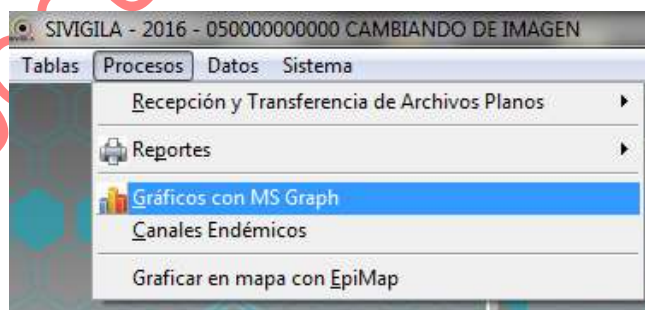 SIVIGILA - 2016 - 050000000000 CAMBIANDO DE IMAGEN
Tablas Procesos Datos Sistema
Recepción y Transferencia de Archivos Planos
Reportes
Gráficos con MS Graph
Canales Endémicos
Graficar en mapa con EpiMap